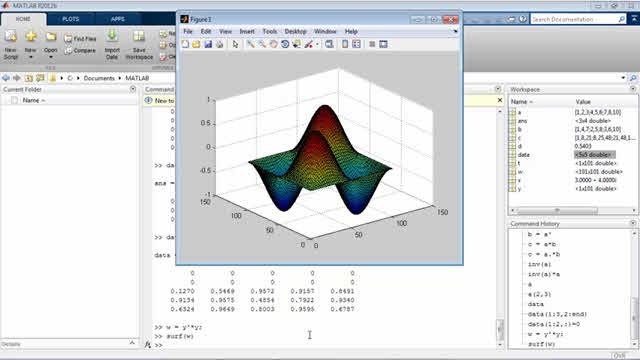 MATLAB R2012b
Figure 1
HOME PLOTS APPS
Search Documentation
File Edit View Insert Tools Desktop Window Help
New Script
New
Open
Find Files
Compare
Import Data
Save Workspace
C: Documents MATLAB
Current Folder
Name
Command
New to
1
0.5
0
-0.5
-1
150
100
50
0
0
50
100
150
>> da
ans =
>> da
data =
0 0 0 0 0
0 0 0 0 0
0.1270 0.5469 0.9572 0.9157 0.8491
0.9134 0.9575 0.4854 0.7922 0.9340
0.6324 0.9649 0.8003 0.9595 0.6787
>> w = y'*y;
>> surf(w)
>>
Workspace
Name Value
a [1,2,3;4,5,6;7,8,10]
ans <3x4 double>
b [1,4,7;2,5,8;3,6,10]
c [1,8,21;8,25,48;21,48,1...
d 0.5403
data <5x5 double>
t <1x101 double>
w <101x101 double>
x 3.0000 + 4.0000i
y <1x101 double>
Command History
b = a'
c = a*b
c = a.*b
inv(a)
inv(a)*a
a
a(2,3)
data
data(1:3,2:end)
data(1:2,:)=0
w = y'*y;
surf(w)
OVR